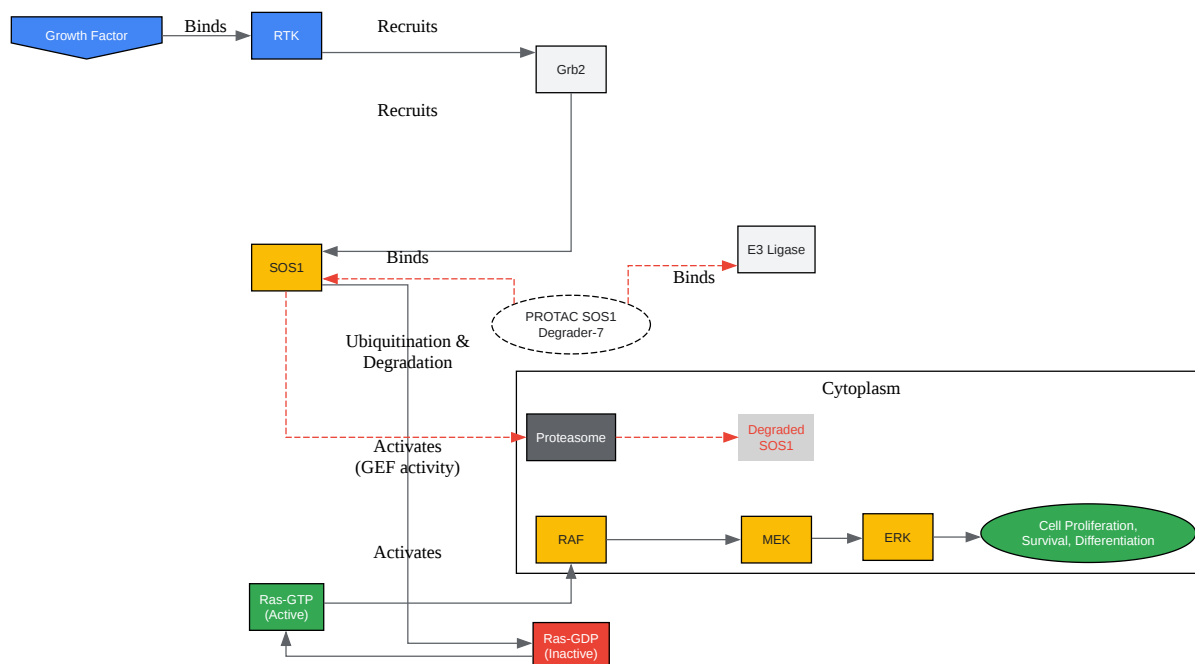 Growth Factor
Binds
RTK
Recruits
Grb2
Recruits
SOS1
Binds
E3 Ligase
Binds
PROTAC SOS1
Degrader-7
Ubiquitination &
Degradation
Cytoplasm
Proteasome
Degraded
SOS1
Activates
(GEF activity)
RAF
MEK
ERK
Cell Proliferation,
Survival, Differentiation
Activates
Ras-GTP
(Active)
Ras-GDP
(Inactive)